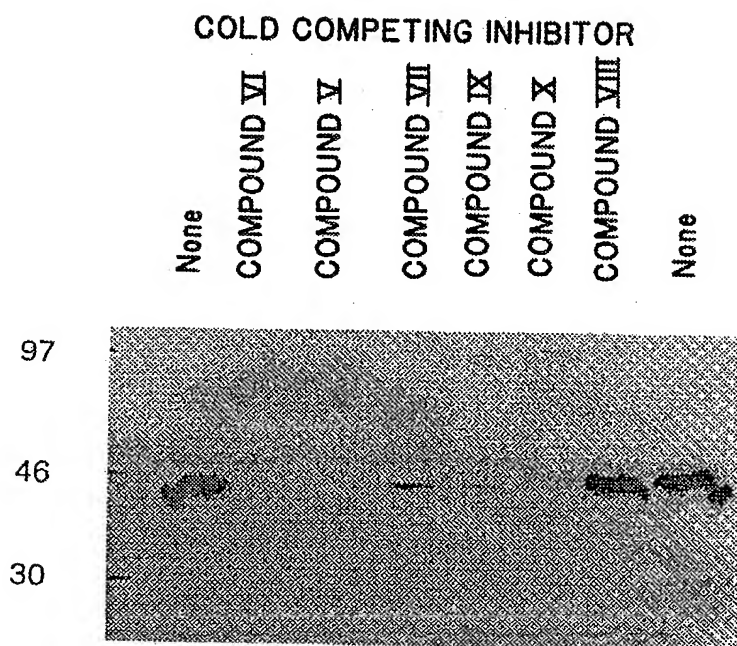 COLD COMPETING INHIBITOR
None
COMPOUND VI
COMPOUND V
COMPOUND VII
COMPOUND IX
COMPOUND X
COMPOUND VIII
None
97
46
30